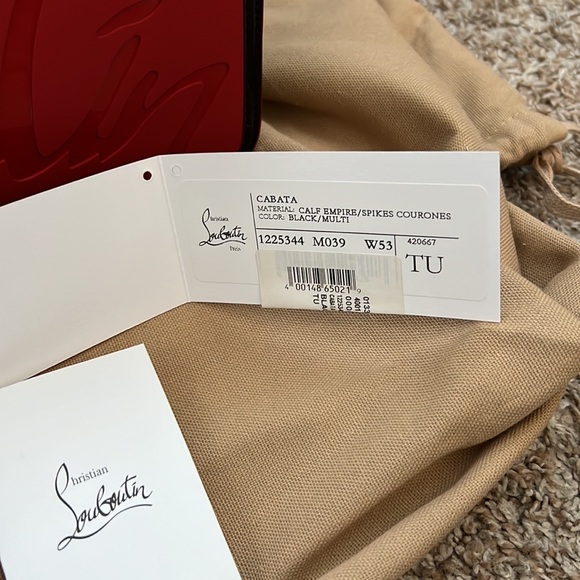 CABATA
MATERIAL: CALF EMPIRE/SPIKES COURONES
COLOR: BLACK/MULTI
Christian
Louboutin
Paris
1225344 M039 W53 420667
TU
4 00148 65021 9
Christian
Louboutin